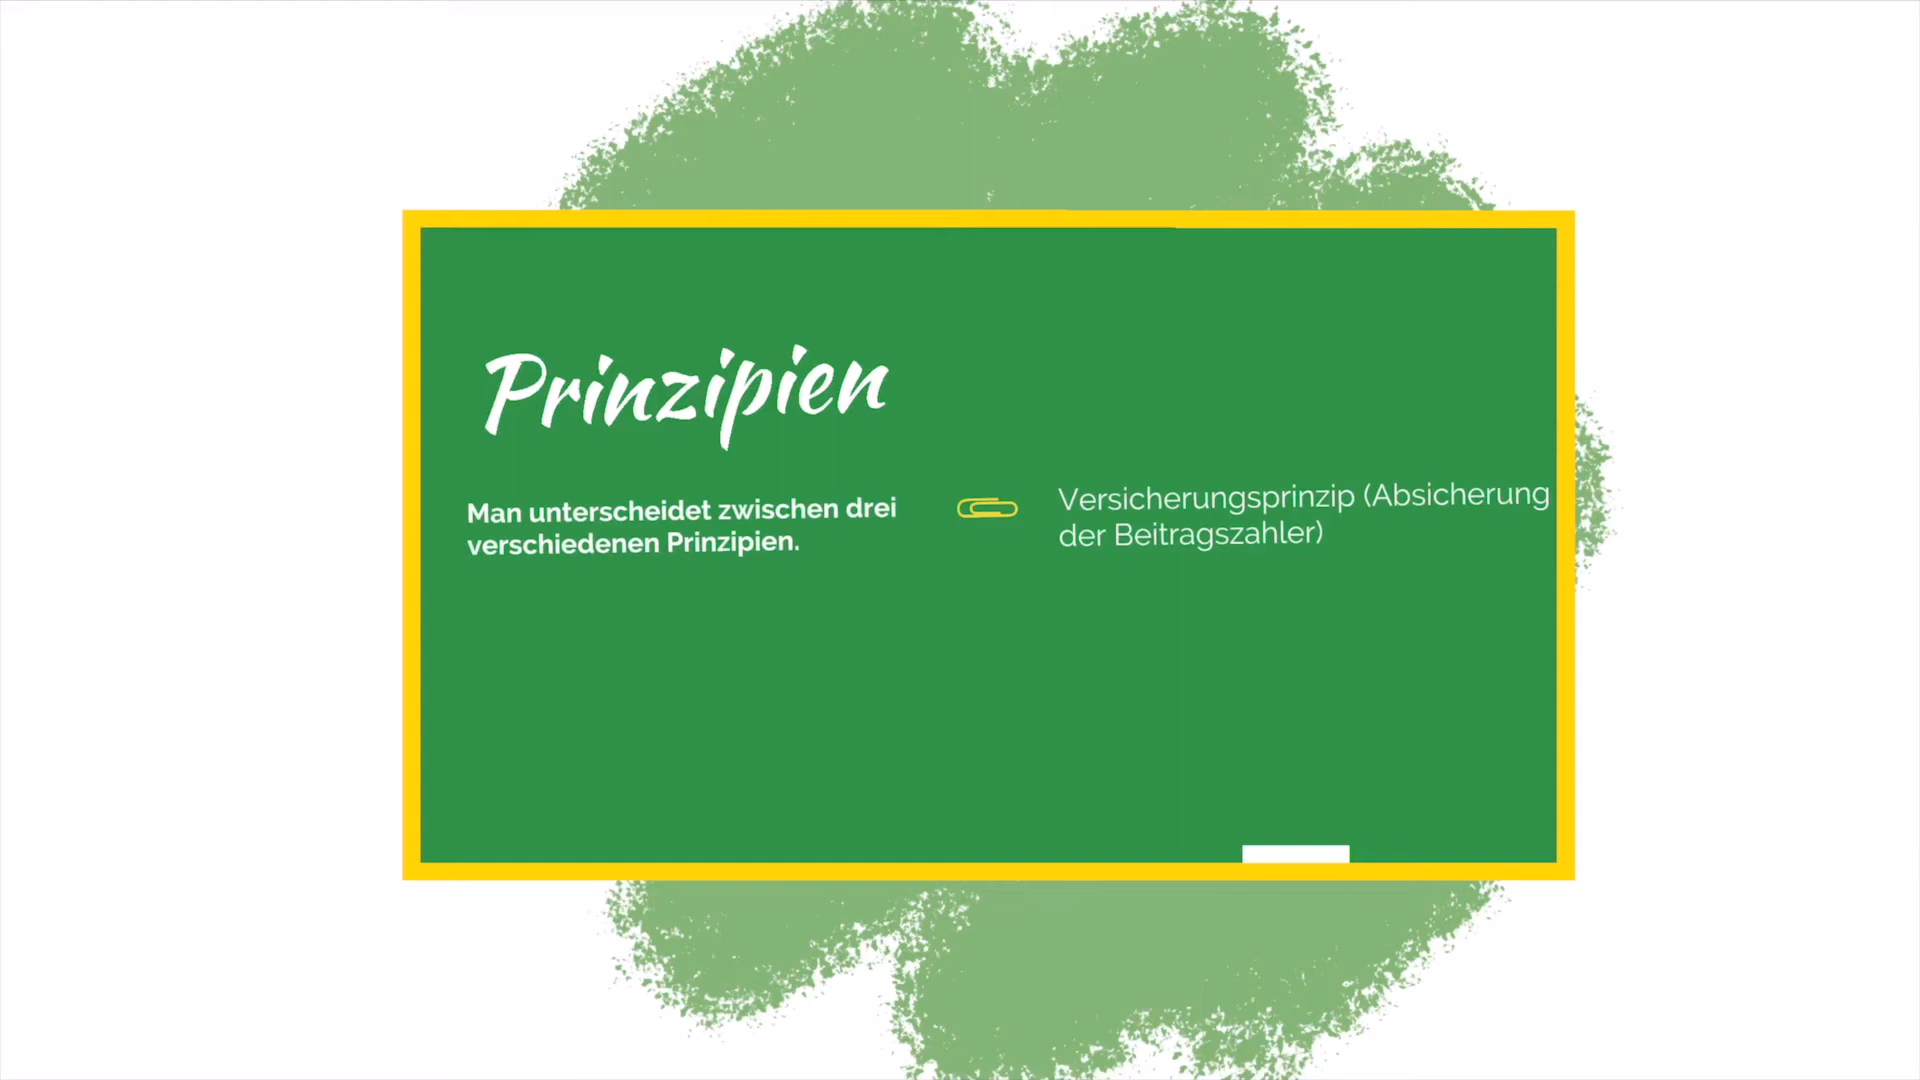 Prinzipien
Man unterscheidet zwischen drei
verschiedenen Prinzipien.
Versicherungsprinzip (Absicherung
der Beitragszahler)